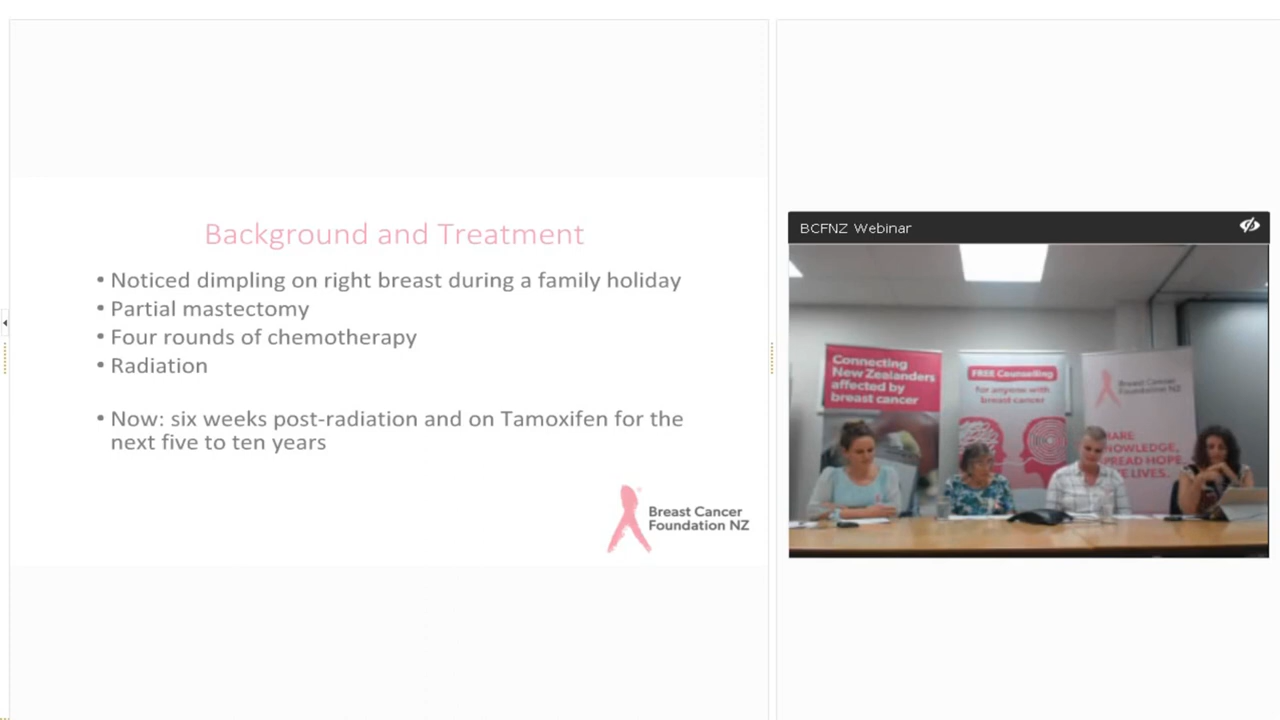 Background and Treatment
• Noticed dimpling on right breast during a family holiday
• Partial mastectomy
• Four rounds of chemotherapy
• Radiation
• Now: six weeks post-radiation and on Tamoxifen for the
next five to ten years
Breast Cancer
Foundation NZ
BCFNZ Webinar
Connecting
New Zealanders
affected by
breast cancer
FREE Counselling
for anyone with
breast cancer
Breast Cancer
Foundation NZ
HARE
NOWLEDGE,
PREAD HOPE,
E LIVES..